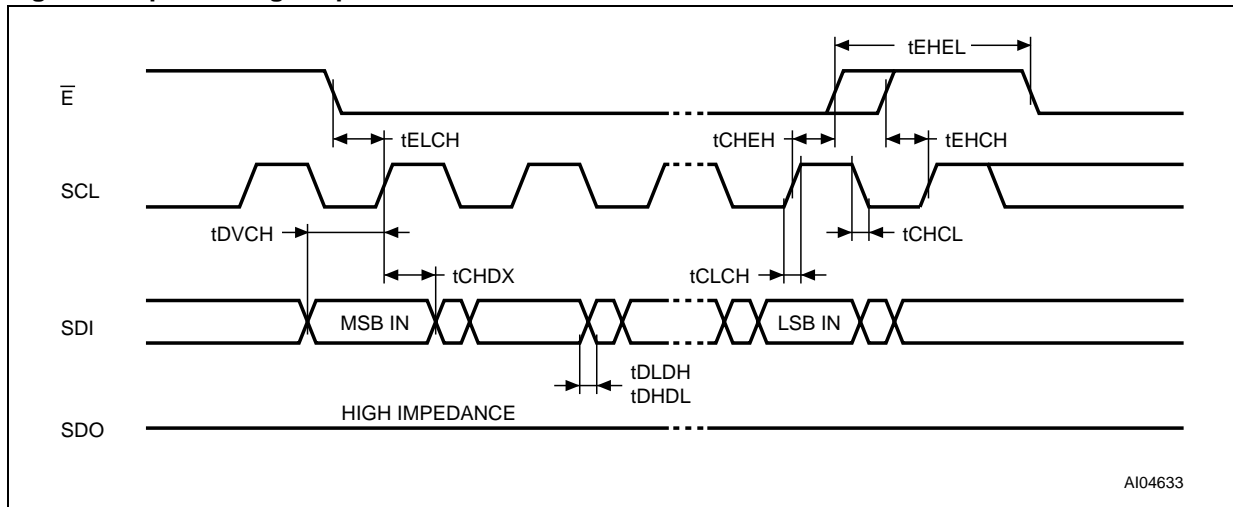 tEHEL
E̅
tELCH
tCHEH
tEHCH
SCL
tDVCH
tCHCL
tCHDX
tCLCH
SDI
MSB IN
LSB IN
tDLDH
tDHDL
HIGH IMPEDANCE
SDO
AI04633